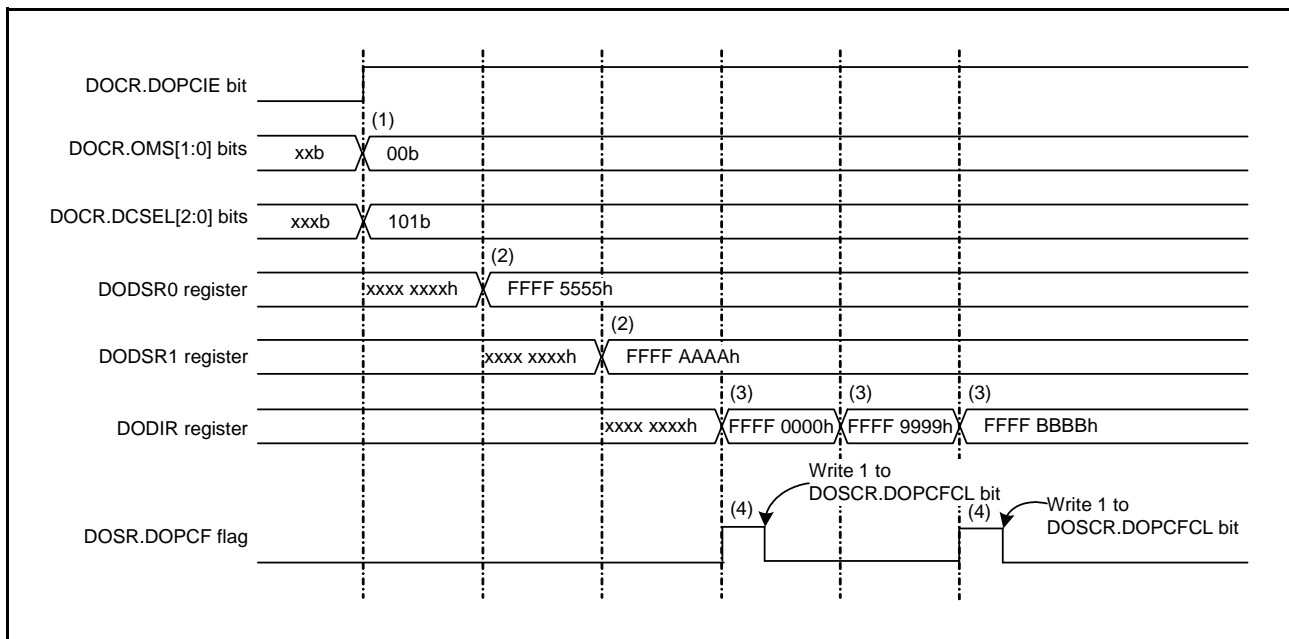 DOCR.DOPCIE bit
(1)
DOCR.OMS[1:0] bits
xxb
00b
DOCR.DCSEL[2:0] bits
xxxb
101b
(2)
DODSR0 register
xxxx xxxxh
FFFF 5555h
(2)
DODSR1 register
xxxx xxxxh
FFFF AAAAh
(3)
(3)
(3)
DODIR register
xxxx xxxxh
FFFF 0000h
FFFF 9999h
FFFF BBBBh
Write 1 to
DOSCR.DOPCFCL bit
(4)
(4)
Write 1 to
DOSCR.DOPCFCL bit
DOSR.DOPCF flag